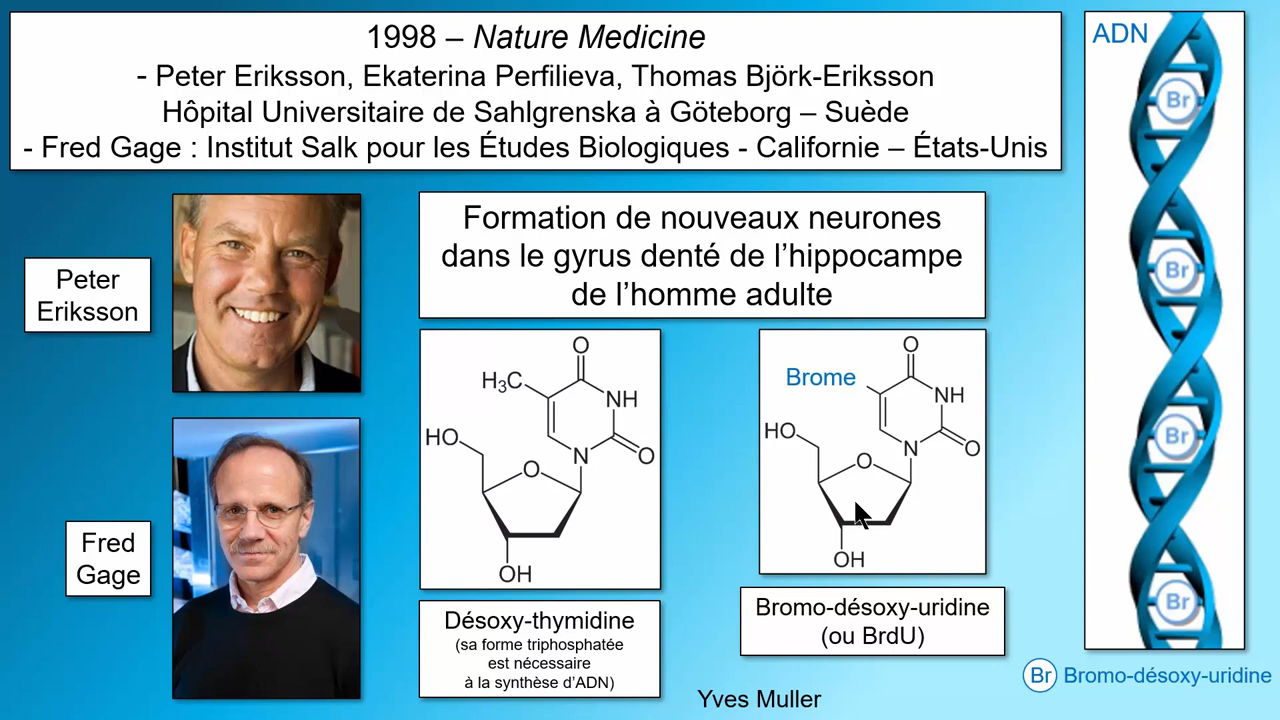 1998 – Nature Medicine
- Peter Eriksson, Ekaterina Perfilieva, Thomas Björk-Eriksson
Hôpital Universitaire de Sahlgrenska à Göteborg – Suède
- Fred Gage : Institut Salk pour les Études Biologiques - Californie – États-Unis
ADN
Br
Br
Br
Br
Peter
Eriksson
Formation de nouveaux neurones
dans le gyrus denté de l’hippocampe
de l’homme adulte
O
H₃C
NH
HO
O
N
O
OH
Brome
O
NH
HO
O
N
O
OH
Fred
Gage
Désoxy-thymidine
(sa forme triphosphatée
est nécessaire
à la synthèse d’ADN)
Bromo-désoxy-uridine
(ou BrdU)
Br Bromo-désoxy-uridine
Yves Muller